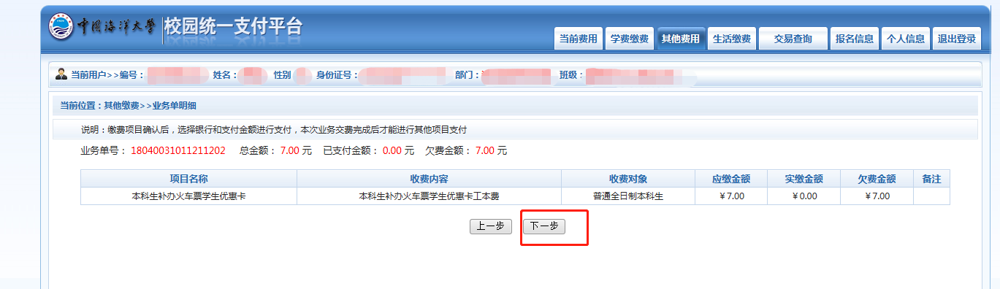 中国海洋大学 校园统一支付平台
当前费用 学费缴费 其他费用 生活缴费 交易查询 报名信息 个人信息 退出登录
当前用户>>编号： 姓名： 性别 身份证号： 部门： 班级：
当前位置：其他缴费>>业务单明细
说明：缴费项目确认后，选择银行和支付金额进行支付，本次业务交费完成后才能进行其他项目支付
业务单号： 18040031011211202 总金额： 7.00 元 已支付金额： 0.00 元 欠费金额： 7.00 元
项目名称 收费内容 收费对象 应缴金额 实缴金额 欠费金额 备注
本科生补办火车票学生优惠卡 本科生补办火车票学生优惠卡工本费 普通全日制本科生 ￥7.00 ￥0.00 ￥7.00
上一步 下一步